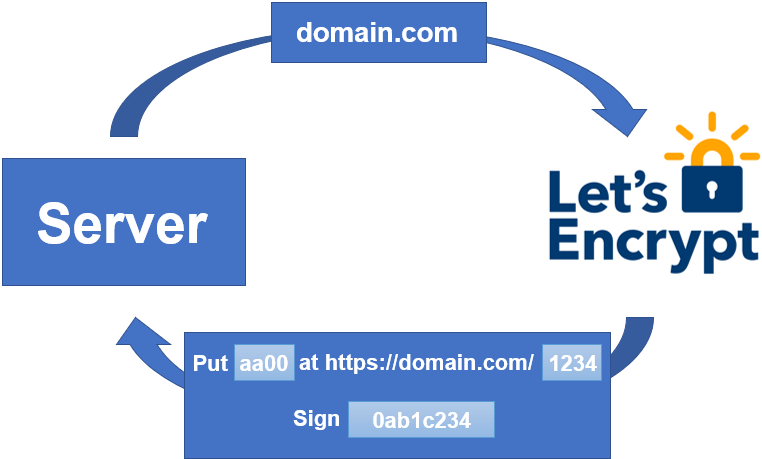 domain.com
Server
Let's
Encrypt
Put aa00 at https://domain.com/ 1234
Sign 0ab1c234